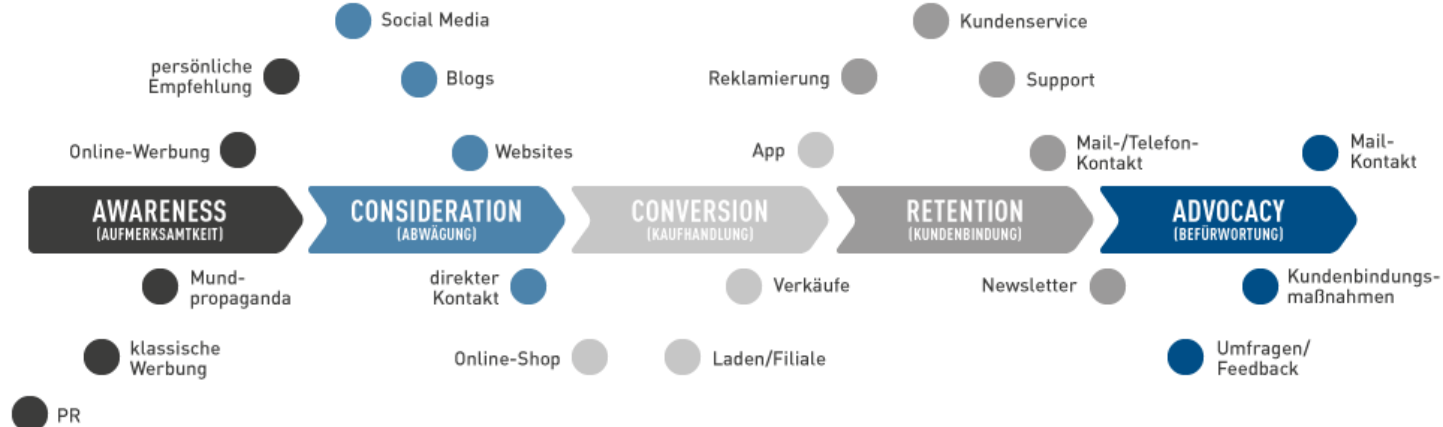 Social Media
Kundenservice
persönliche
Empfehlung
Blogs
Reklamierung
Support
Online-Werbung
Websites
App
Mail-/Telefon-
Kontakt
Mail-
Kontakt
AWARENESS
(AUFMERKSAMTKEIT)
CONSIDERATION
(ABWÄGUNG)
CONVERSION
(KAUFHANDLUNG)
RETENTION
(KUNDENBINDUNG)
ADVOCACY
(BEFÜRWORTUNG)
Mund-
propaganda
direkter
Kontakt
Verkäufe
Newsletter
Kundenbindungs-
maßnahmen
klassische
Werbung
Online-Shop
Laden/Filiale
Umfragen/
Feedback
PR